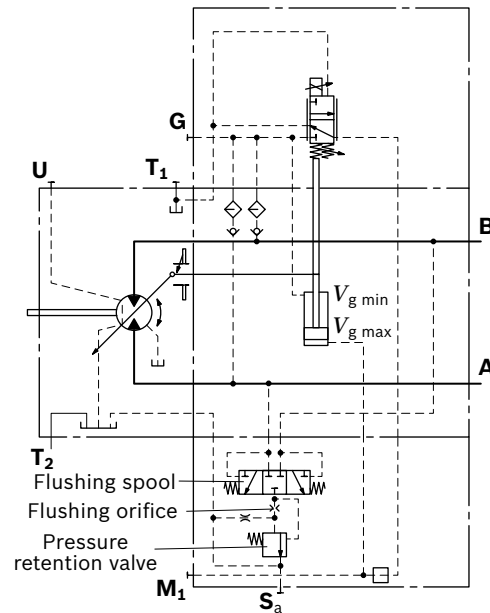 G
U
T1
B
Vg min
Vg max
A
T2
Flushing spool
Flushing orifice
Pressure
retention valve
M1
Sa